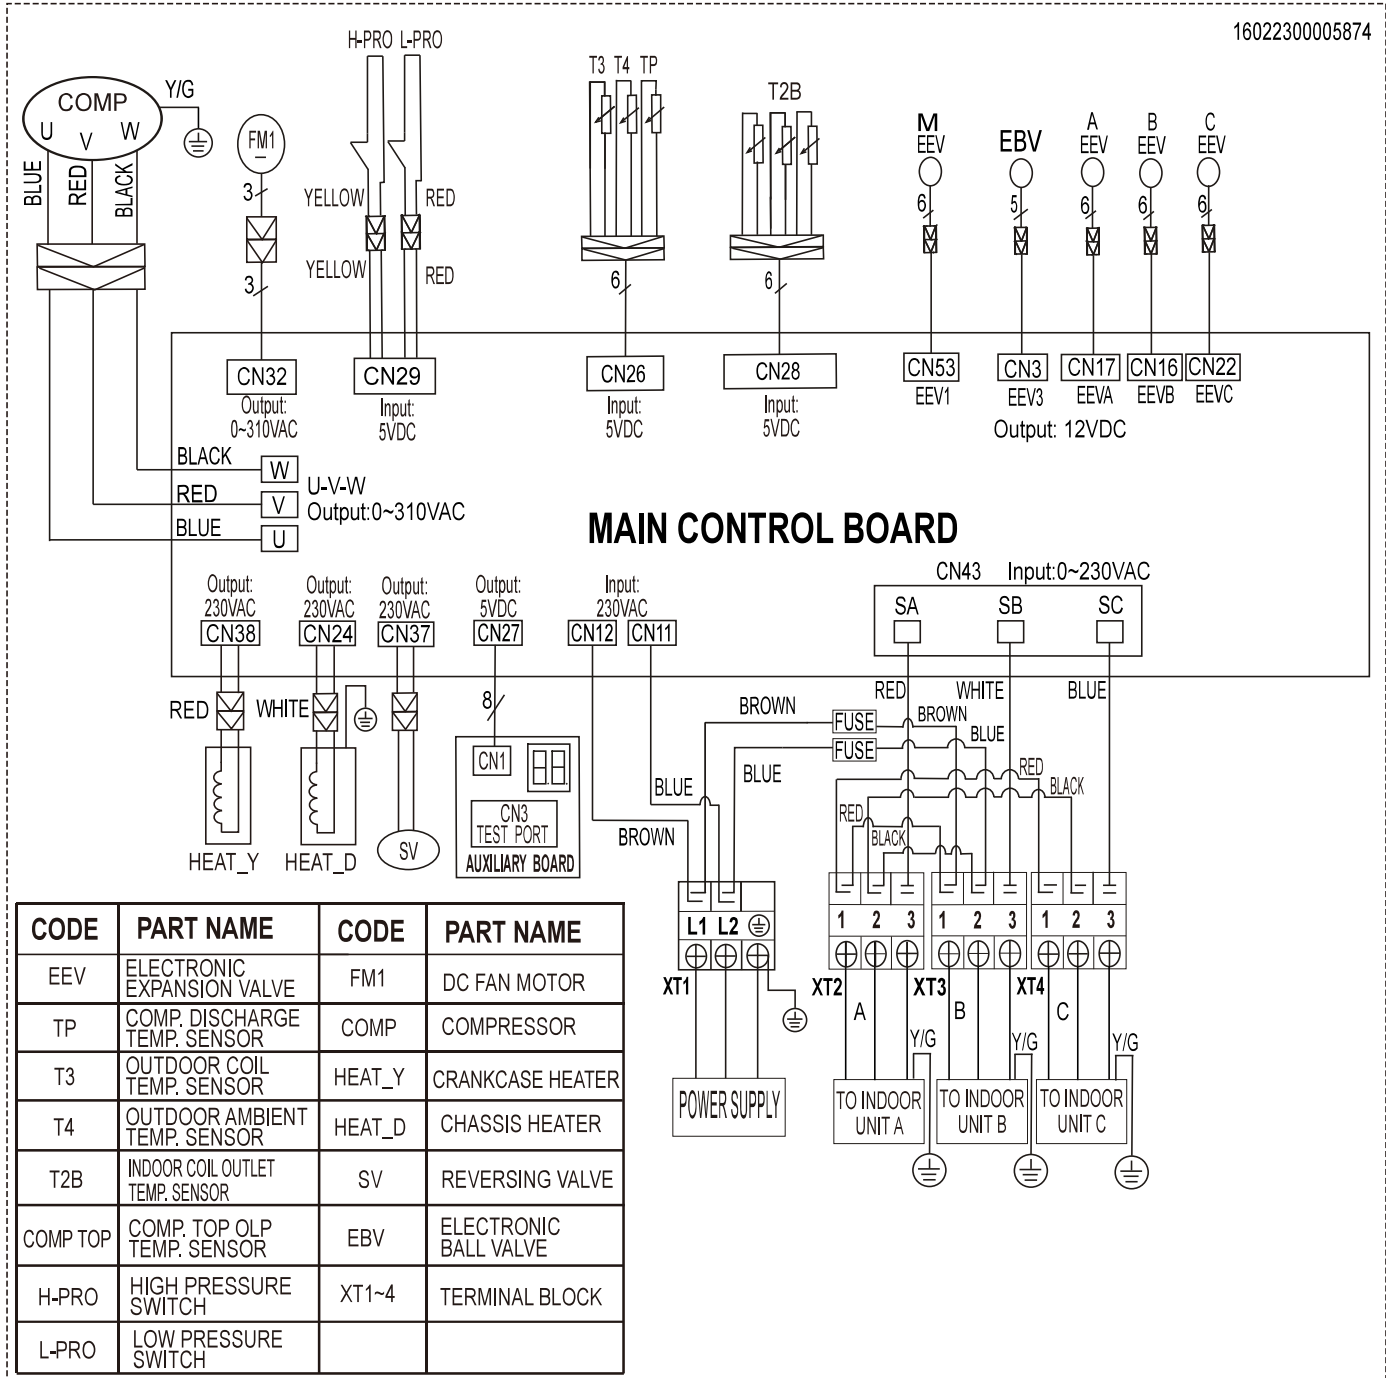 16022300005874
H-PRO L-PRO
T3 T4 TP
T2B
COMP
U V W
Y/G
BLUE
RED
BLACK
FM1
3
3
YELLOW
RED
YELLOW
RED
6
6
M
EEV
EBV
A
EEV
B
EEV
C
EEV
6
5
6
6
6
CN32
Output:
0~310VAC
CN29
Input:
5VDC
CN26
Input:
5VDC
CN28
Input:
5VDC
CN53
EEV1
CN3
EEV3
CN17
EEVA
CN16
EEVB
CN22
EEVC
Output: 12VDC
BLACK
W
RED
V
BLUE
U
U-V-W
Output:0~310VAC
MAIN CONTROL BOARD
CN43 Input:0~230VAC
SA SB SC
Output:
230VAC
CN38
Output:
230VAC
CN24
Output:
230VAC
CN37
Output:
5VDC
CN27
Input:
230VAC
CN12 CN11
RED
WHITE
8
HEAT_Y
HEAT_D
SV
CN1
CN3
TEST PORT
AUXILIARY BOARD
BLUE
BROWN
BROWN
BLUE
FUSE
FUSE
RED
WHITE
BLUE
BROWN
BLUE
RED
BLACK
RED
BLACK
L1 L2
XT1
POWER SUPPLY
1 2 3
1 2 3
1 2 3
XT2
XT3
XT4
A
B
C
Y/G
Y/G
Y/G
TO INDOOR
UNIT A
TO INDOOR
UNIT B
TO INDOOR
UNIT C
CODE PART NAME CODE PART NAME
EEV ELECTRONIC
EXPANSION VALVE FM1 DC FAN MOTOR
TP COMP. DISCHARGE
TEMP. SENSOR COMP COMPRESSOR
T3 OUTDOOR COIL
TEMP. SENSOR HEAT_Y CRANKCASE HEATER
T4 OUTDOOR AMBIENT
TEMP. SENSOR HEAT_D CHASSIS HEATER
T2B INDOOR COIL OUTLET
TEMP. SENSOR SV REVERSING VALVE
COMP TOP COMP. TOP OLP
TEMP. SENSOR EBV ELECTRONIC
BALL VALVE
H-PRO HIGH PRESSURE
SWITCH XT1~4 TERMINAL BLOCK
L-PRO LOW PRESSURE
SWITCH